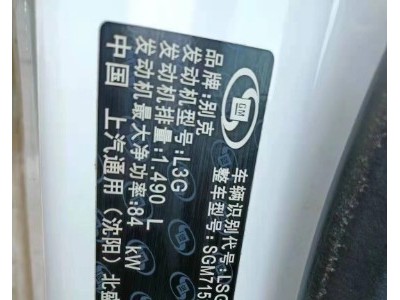 GM
品牌:别克
发动机型号:L3G
发动机排量:1.490 L
发动机最大净功率:84 KW
中国 上汽通用(沈阳)北
车辆识别代号:LSG
整车型号:SGM715